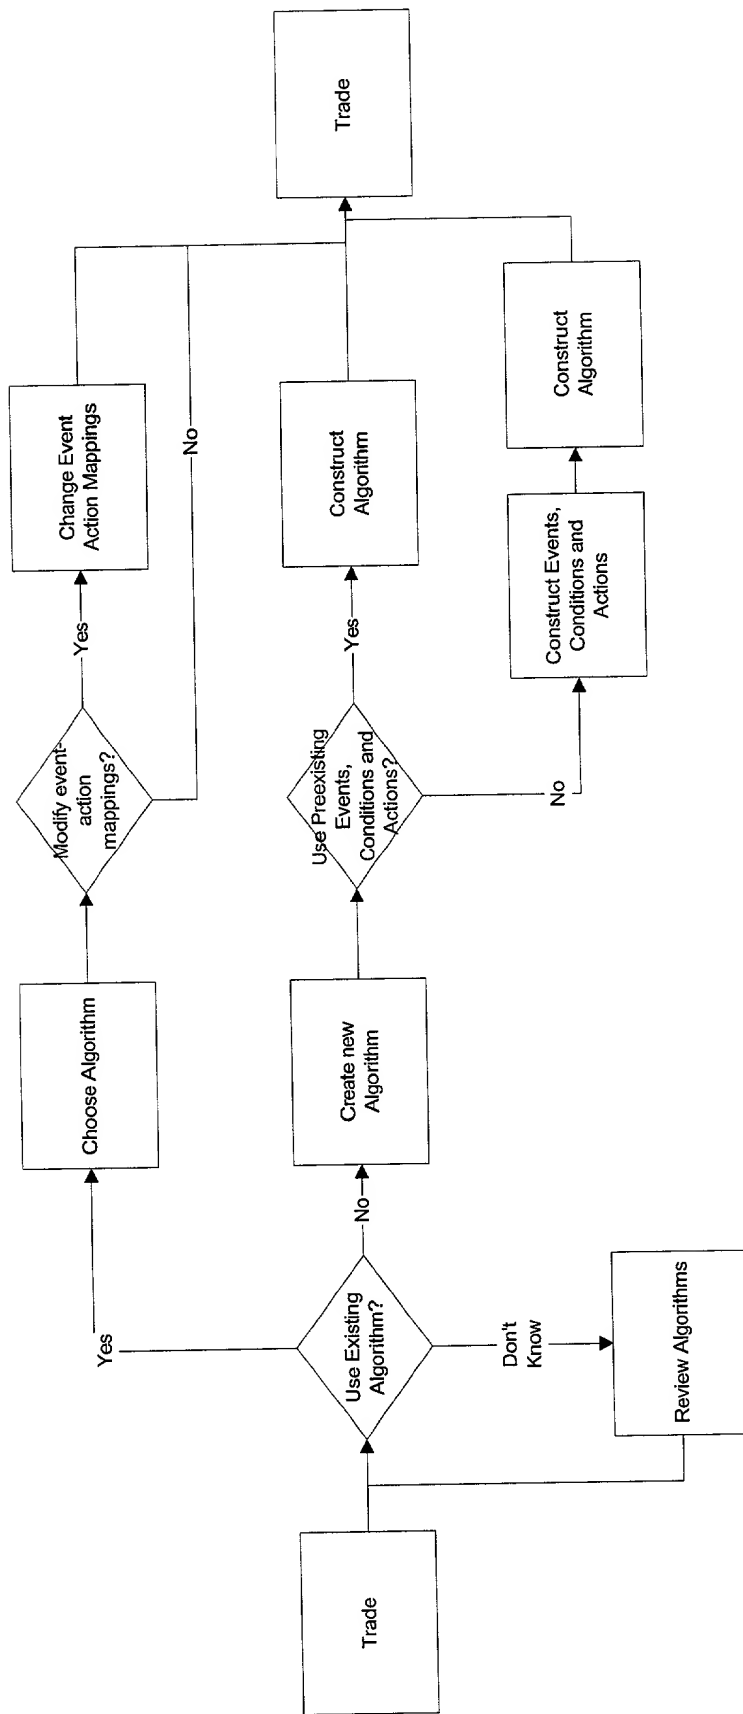 Trade
Use Existing
Algorithm?
Yes
No
Don't
Know
Review Algorithms
Choose Algorithm
Create new
Algorithm
Modify event-
action
mappings?
Yes
No
Use Preexisting
Events,
Conditions and
Actions?
Yes
No
Change Event
Action Mappings
Construct
Algorithm
Construct Events,
Conditions and
Actions
Construct
Algorithm
Trade